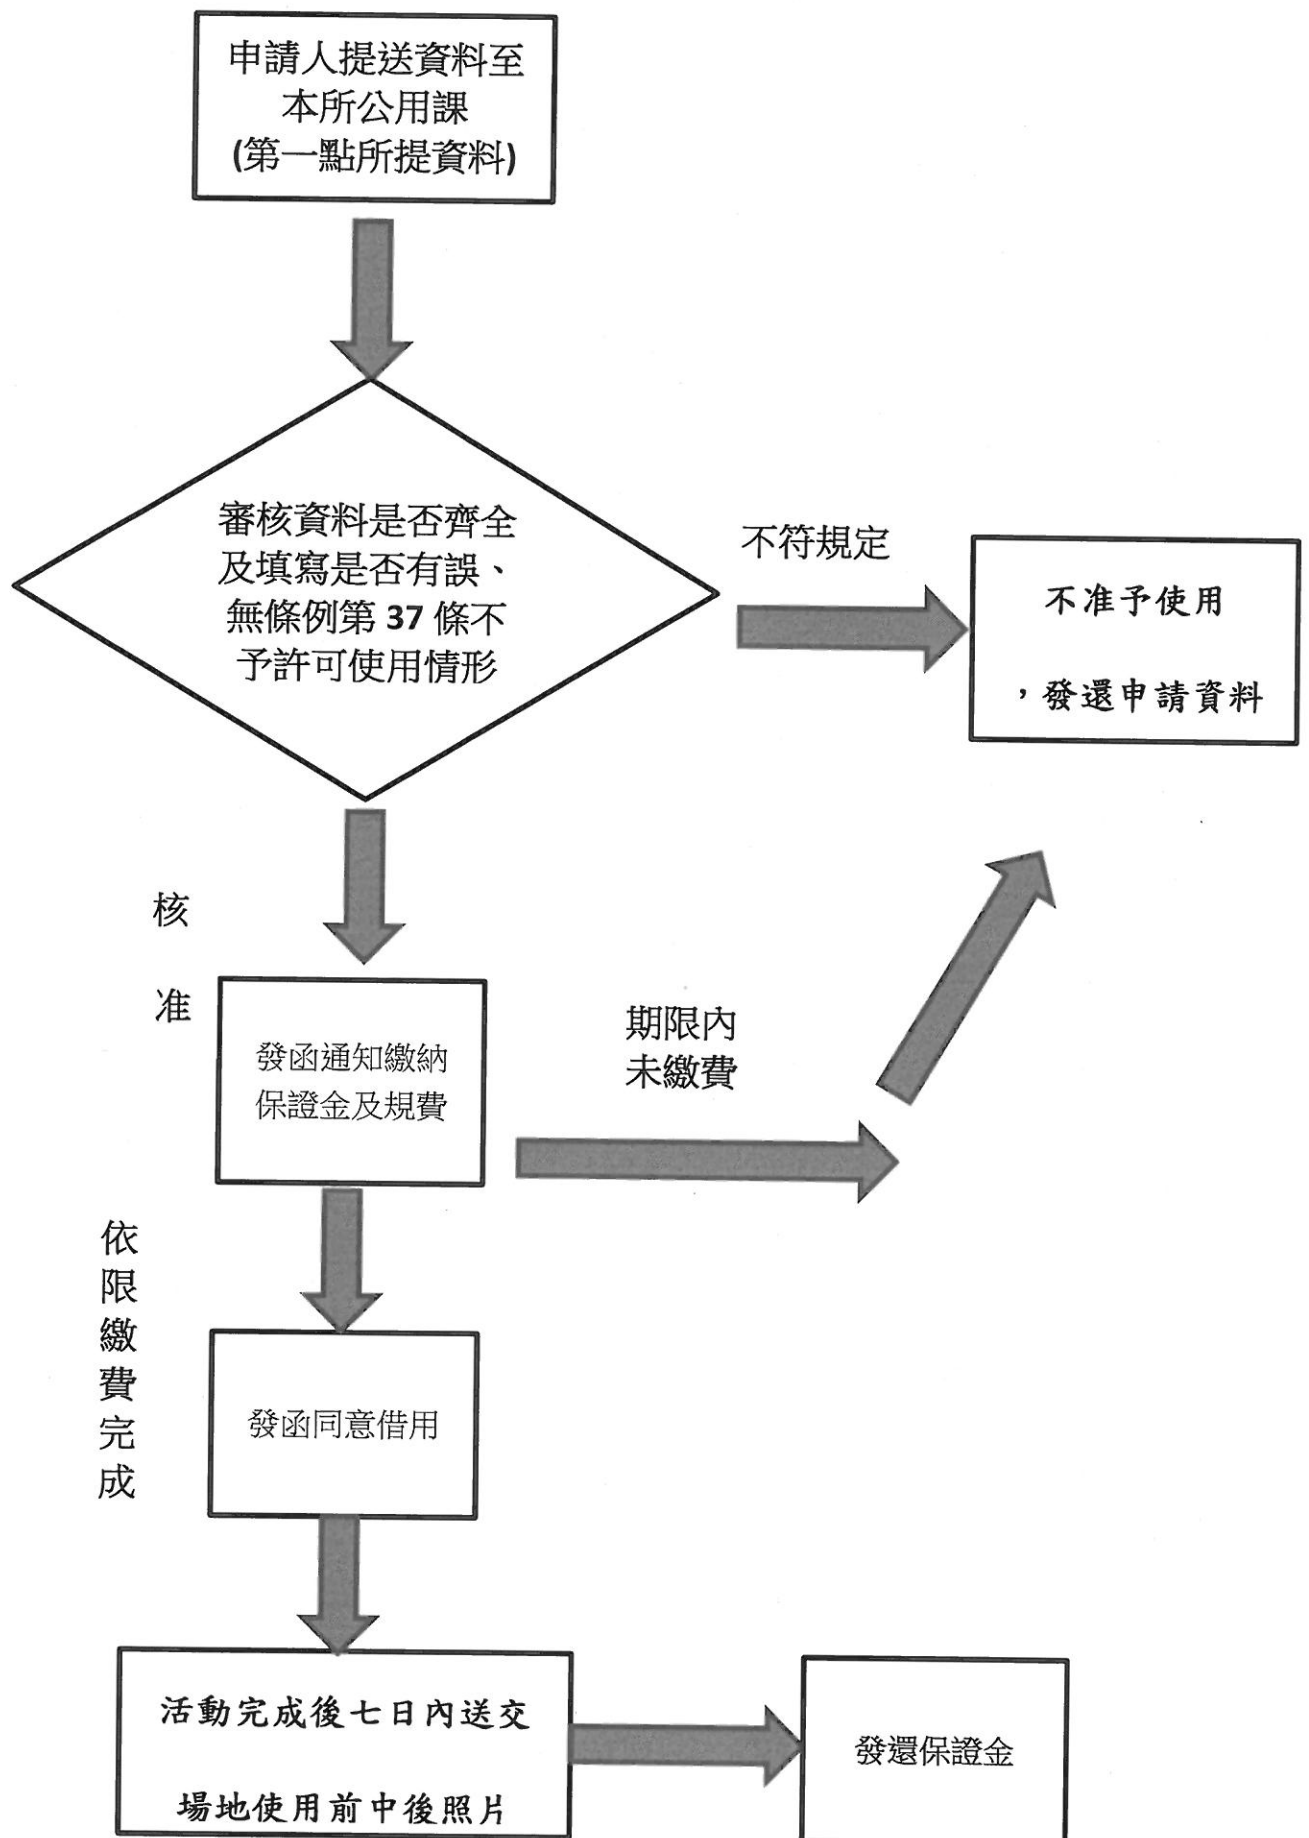 申請人提送資料至
本所公用課
(第一點所提資料)
審核資料是否齊全
及填寫是否有誤、
無條例第 37 條不
予許可使用情形
不符規定
不准予使用
，發還申請資料
核
准
發函通知繳納
保證金及規費
期限內
未繳費
依
限
繳
費
完
成
發函同意借用
活動完成後七日內送交
場地使用前中後照片
發還保證金